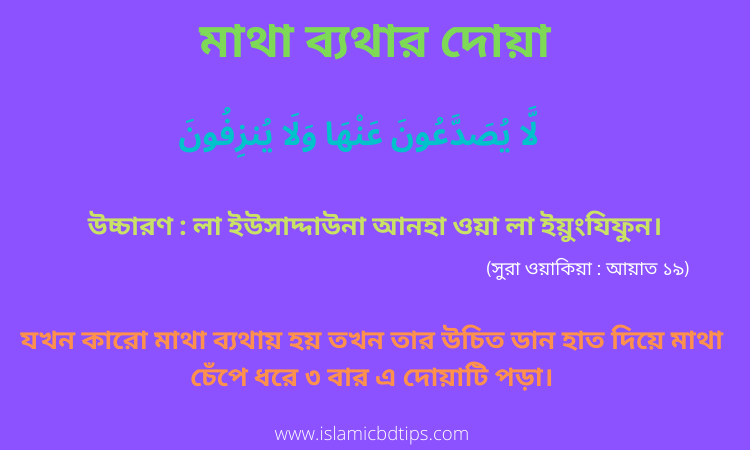 মাথা ব্যথার দোয়া
لَّا يُصَدَّعُونَ عَنْهَا وَلَا يُنزِفُونَ
উচ্চারণ : লা ইউসাদ্দাউনা আনহা ওয়া লা ইয়ুংযিফুন।
(সুরা ওয়াকিয়া : আয়াত ১৯)
যখন কারো মাথা ব্যথায় হয় তখন তার উচিত ডান হাত দিয়ে মাথা
চেঁপে ধরে ৩ বার এ দোয়াটি পড়া।
www.islamicbdtips.com